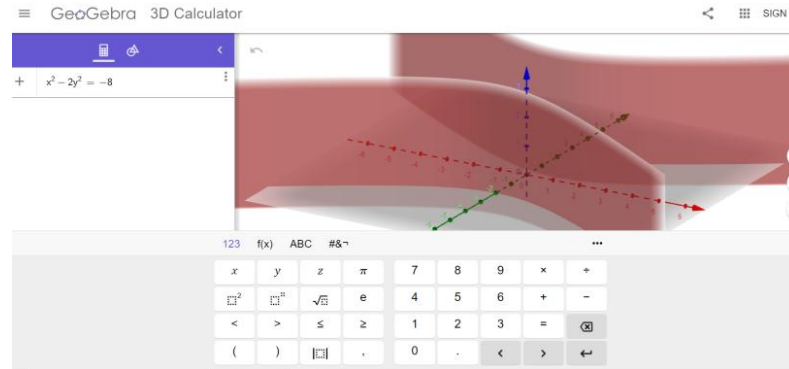 GeoGebra 3D Calculator SIGN
+ x² – 2y² = –8
123 f(x) ABC #&¬ •••
x y z π 7 8 9 × ÷
□² □□ √□ e 4 5 6 + −
< > ≤ ≥ 1 2 3 =
( ) |□| , 0 . < >